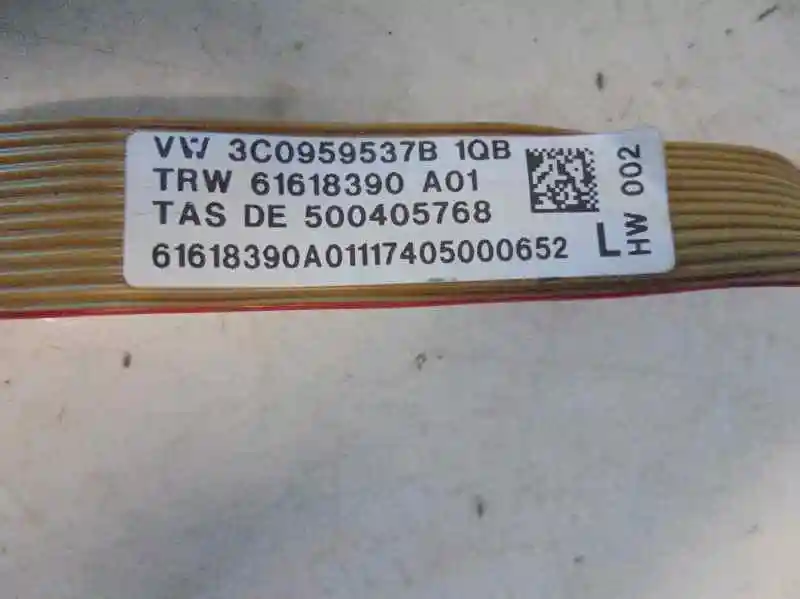 VW 3C0959537B 1QB
TRW 61618390 A01
TAS DE 500405768
61618390A01117405000652
L
HW 002